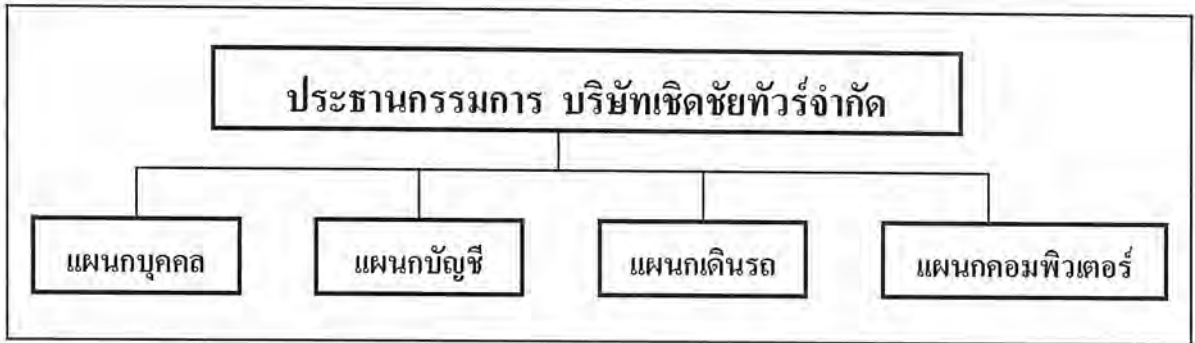 ประธานกรรมการ บริษัทเชิดชัยทัวร์จำกัด
แผนกบุคคล
แผนกบัญชี
แผนกเดินรถ
แผนกคอมพิวเตอร์